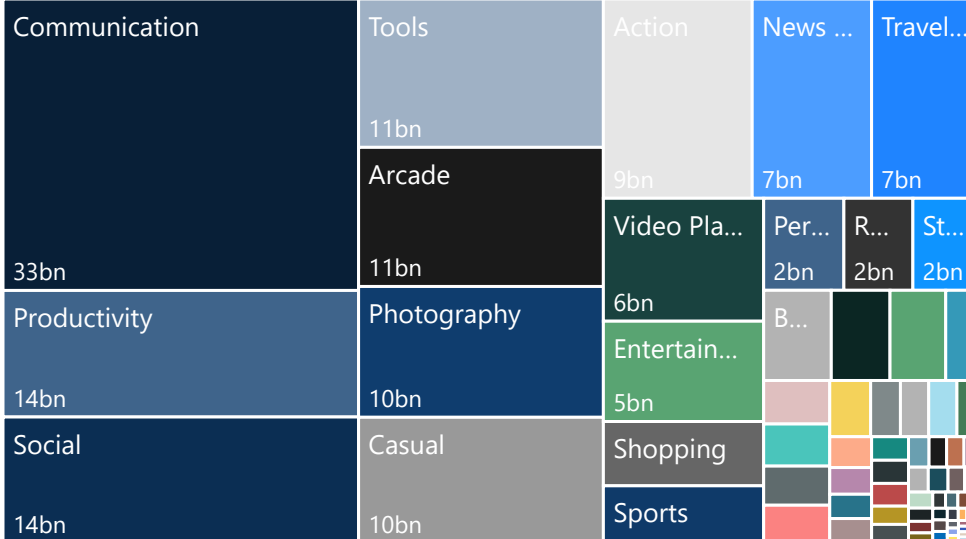 Communication
33bn
Productivity
14bn
Social
14bn
Tools
11bn
Arcade
11bn
Photography
10bn
Casual
10bn
Action
9bn
News ...
7bn
Travel...
7bn
Video Pla...
6bn
Entertain...
5bn
Shopping
Sports
Per...
2bn
R...
2bn
St...
2bn
B...